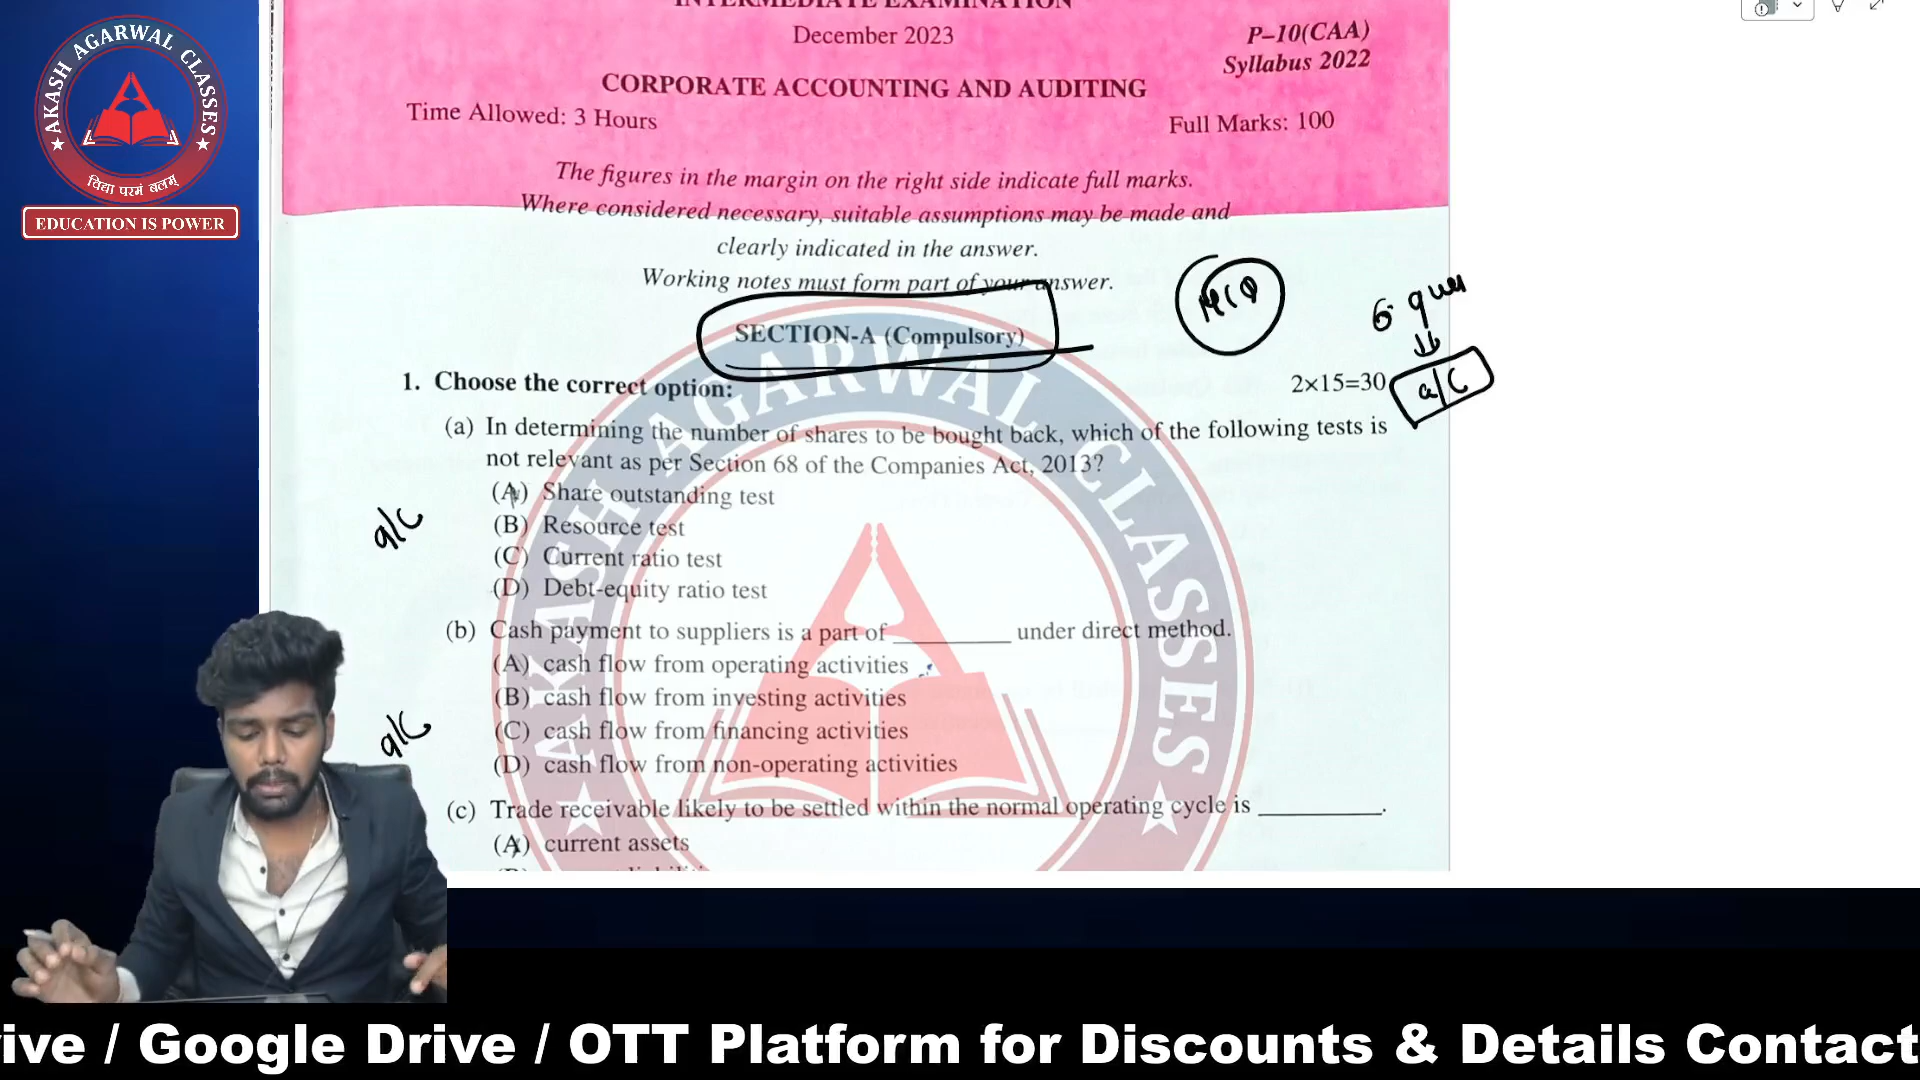 AKASH AGARWAL CLASSES
विद्या परमं बलम्
EDUCATION IS POWER
INTERMEDIATE EXAMINATION
December 2023
P–10(CAA)
Syllabus 2022
CORPORATE ACCOUNTING AND AUDITING
Time Allowed: 3 Hours
Full Marks: 100
The figures in the margin on the right side indicate full marks.
Where considered necessary, suitable assumptions may be made and
clearly indicated in the answer.
Working notes must form part of your answer.
MCQ
6 ques
SECTION-A (Compulsory)
a/c
1. Choose the correct option:
2×15=30
(a) In determining the number of shares to be bought back, which of the following tests is
not relevant as per Section 68 of the Companies Act, 2013?
(A) Share outstanding test
a/c
(B) Resource test
(C) Current ratio test
(D) Debt-equity ratio test
(b) Cash payment to suppliers is a part of __________ under direct method.
(A) cash flow from operating activities
(B) cash flow from investing activities
a/c
(C) cash flow from financing activities
(D) cash flow from non-operating activities
(c) Trade receivable likely to be settled within the normal operating cycle is __________.
(A) current assets
AKASH AGARWAL CLASSES
ive / Google Drive / OTT Platform for Discounts & Details Contact